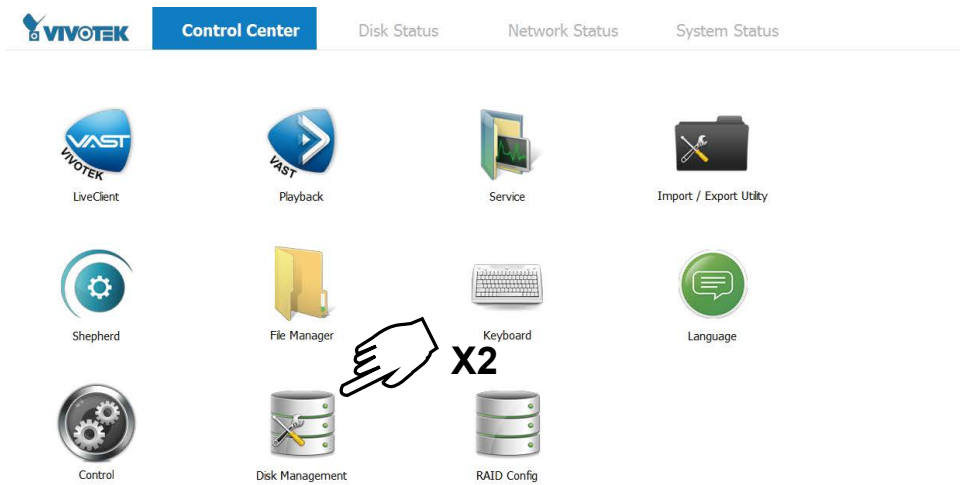 VIVOTEK Control Center Disk Status Network Status System Status
VAST VIVOTEK VAST
LiveClient Playback Service Import / Export Utility
Shepherd File Manager Keyboard Language
X2
Control Disk Management RAID Config